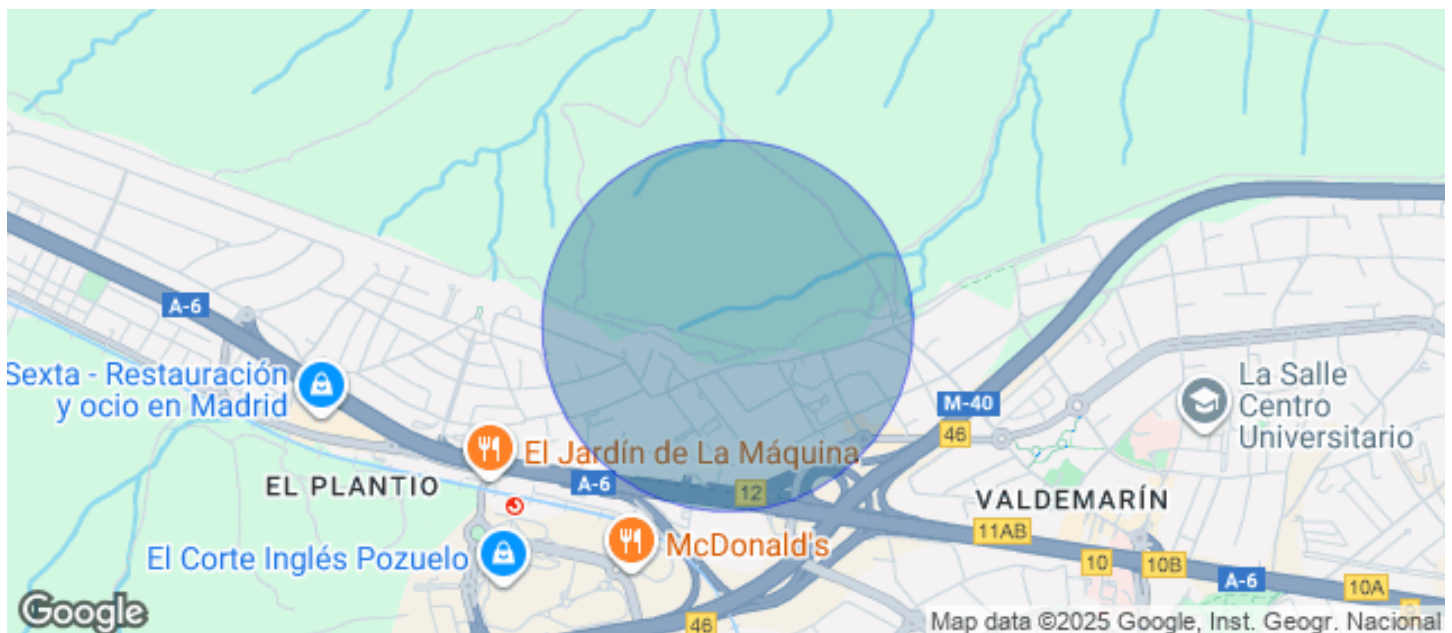 A-6
Sexta - Restauración
y ocio en Madrid
M-40
46
La Salle
Centro
Universitario
El Jardín de La Máquina
EL PLANTIO
A-6
12
VALDEMARÍN
11AB
El Corte Inglés Pozuelo
McDonald's
10
10B
A-6
10A
46
Google
Map data ©2025 Google, Inst. Geogr. Nacional